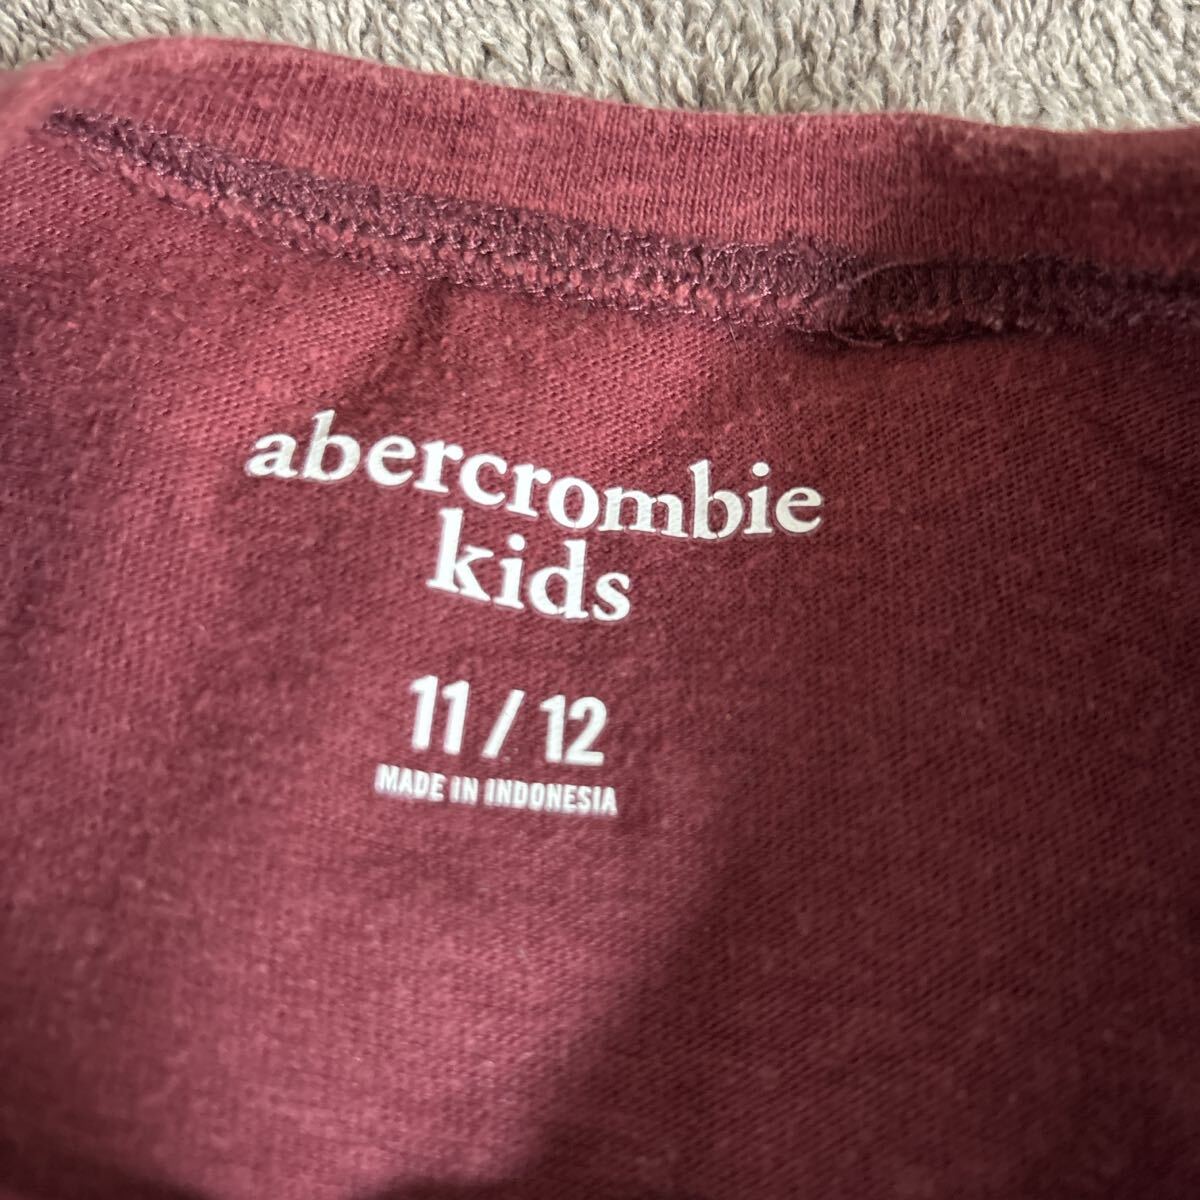 abercrombie
kids
11 / 12
MADE IN INDONESIA